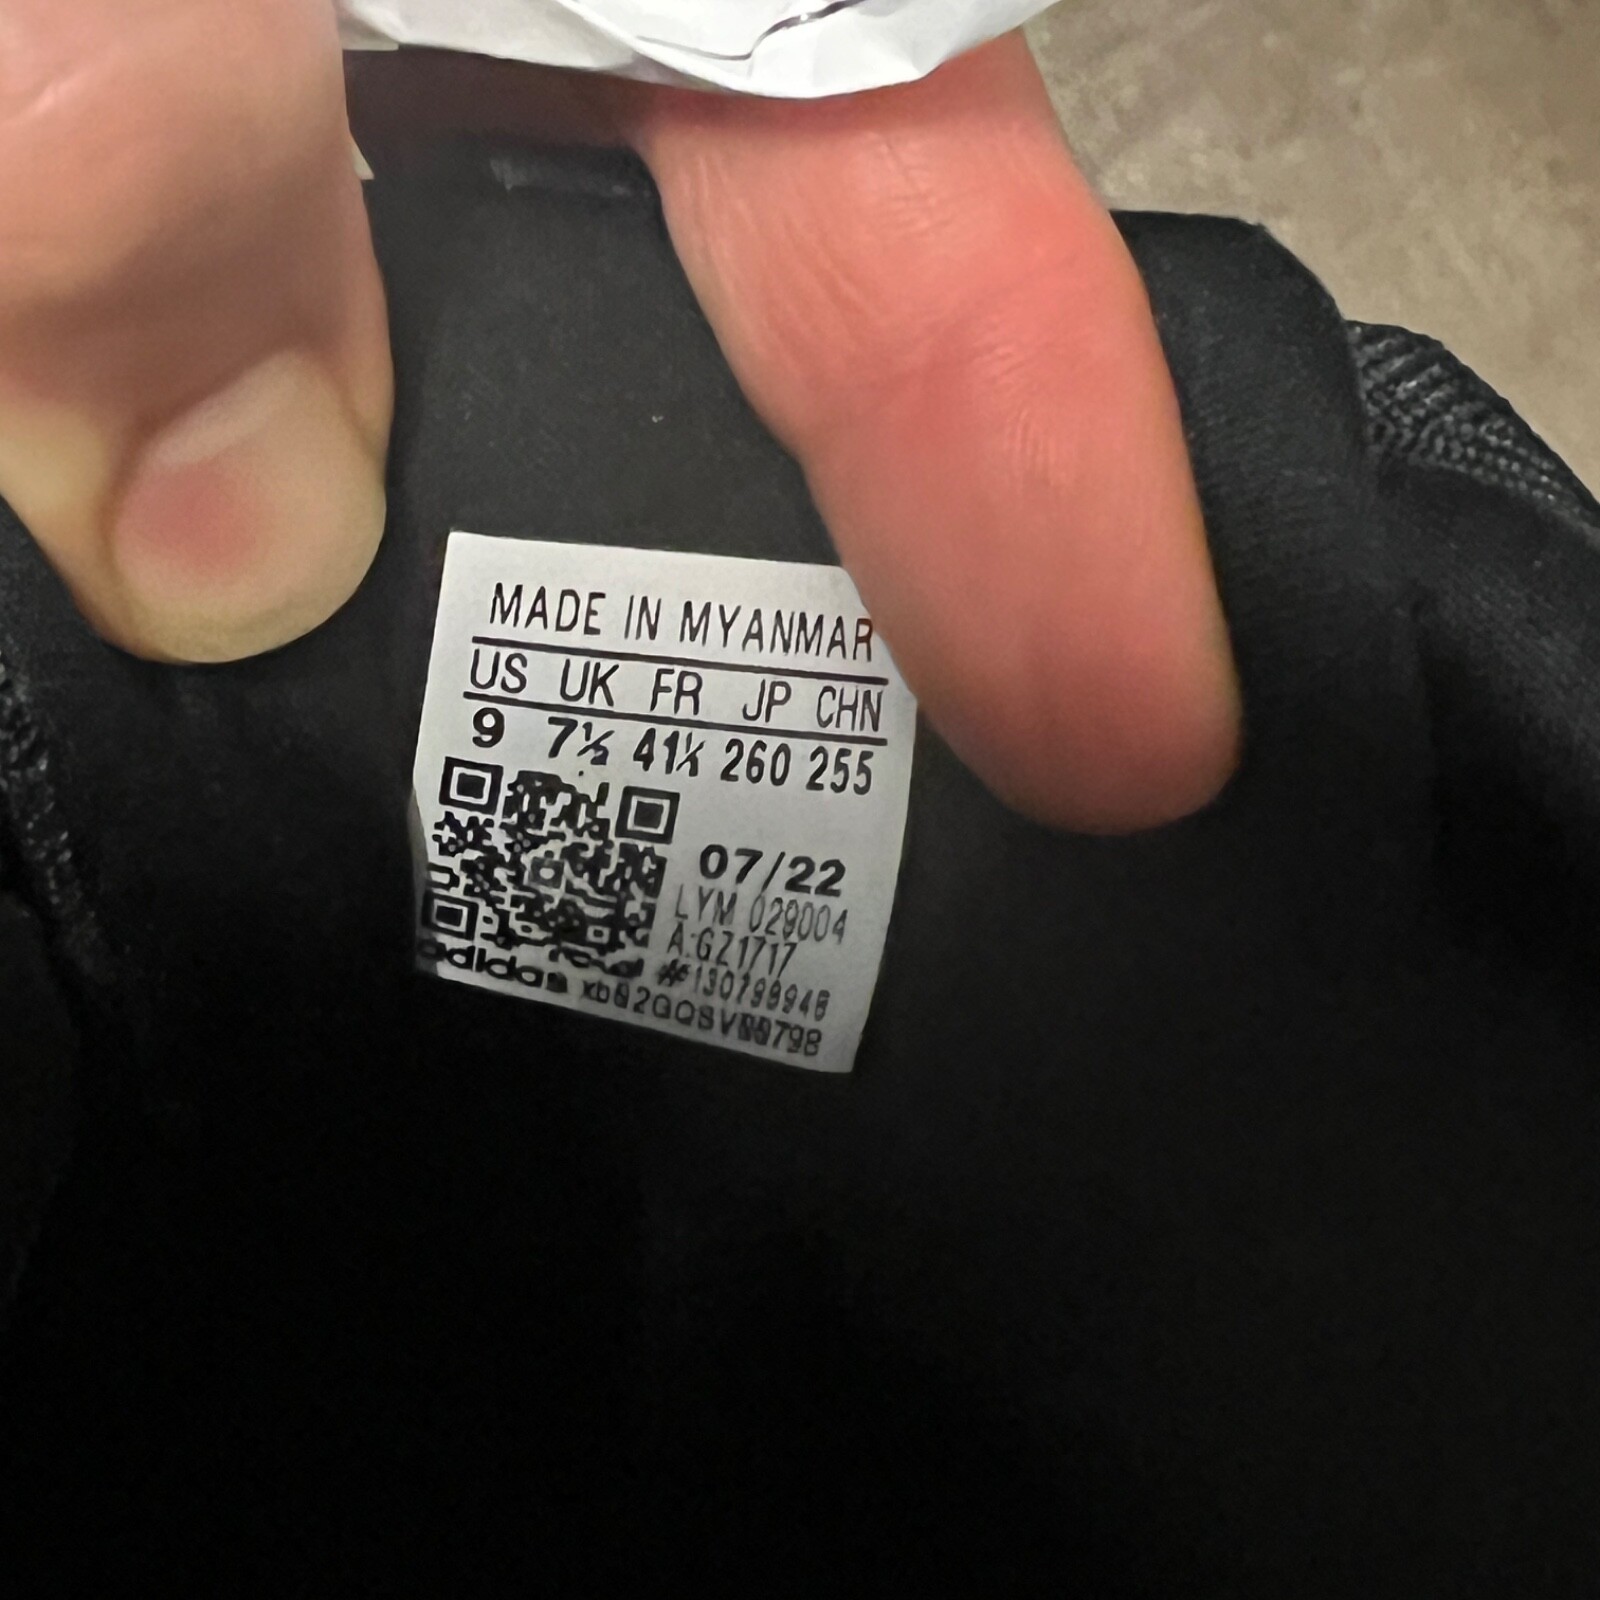 MADE IN MYANMAR
US UK FR JP CHN
9 7½ 41⅓ 260 255
07/22
LYM 029004
A:GZ1717
#130799946
adidas